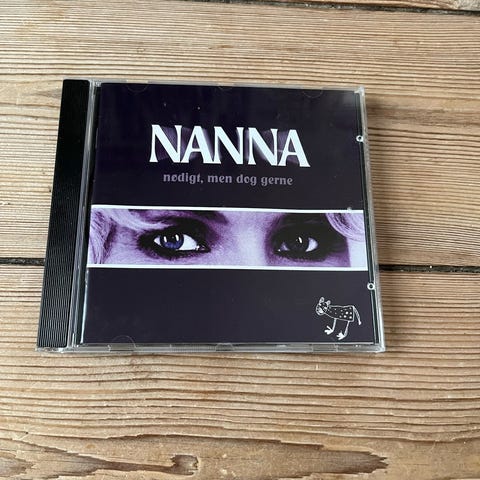 NANNA
nødigt, men dog gerne